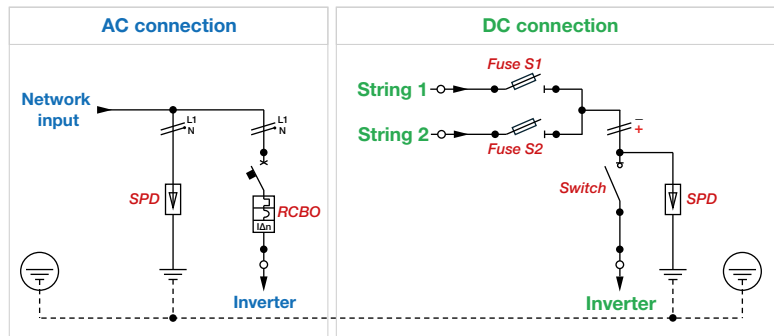 AC connection
DC connection
Network
input
L1
N
L1
N
SPD
RCBO
IΔn
Inverter
String 1
Fuse S1
String 2
Fuse S2
−
+
Switch
SPD
Inverter